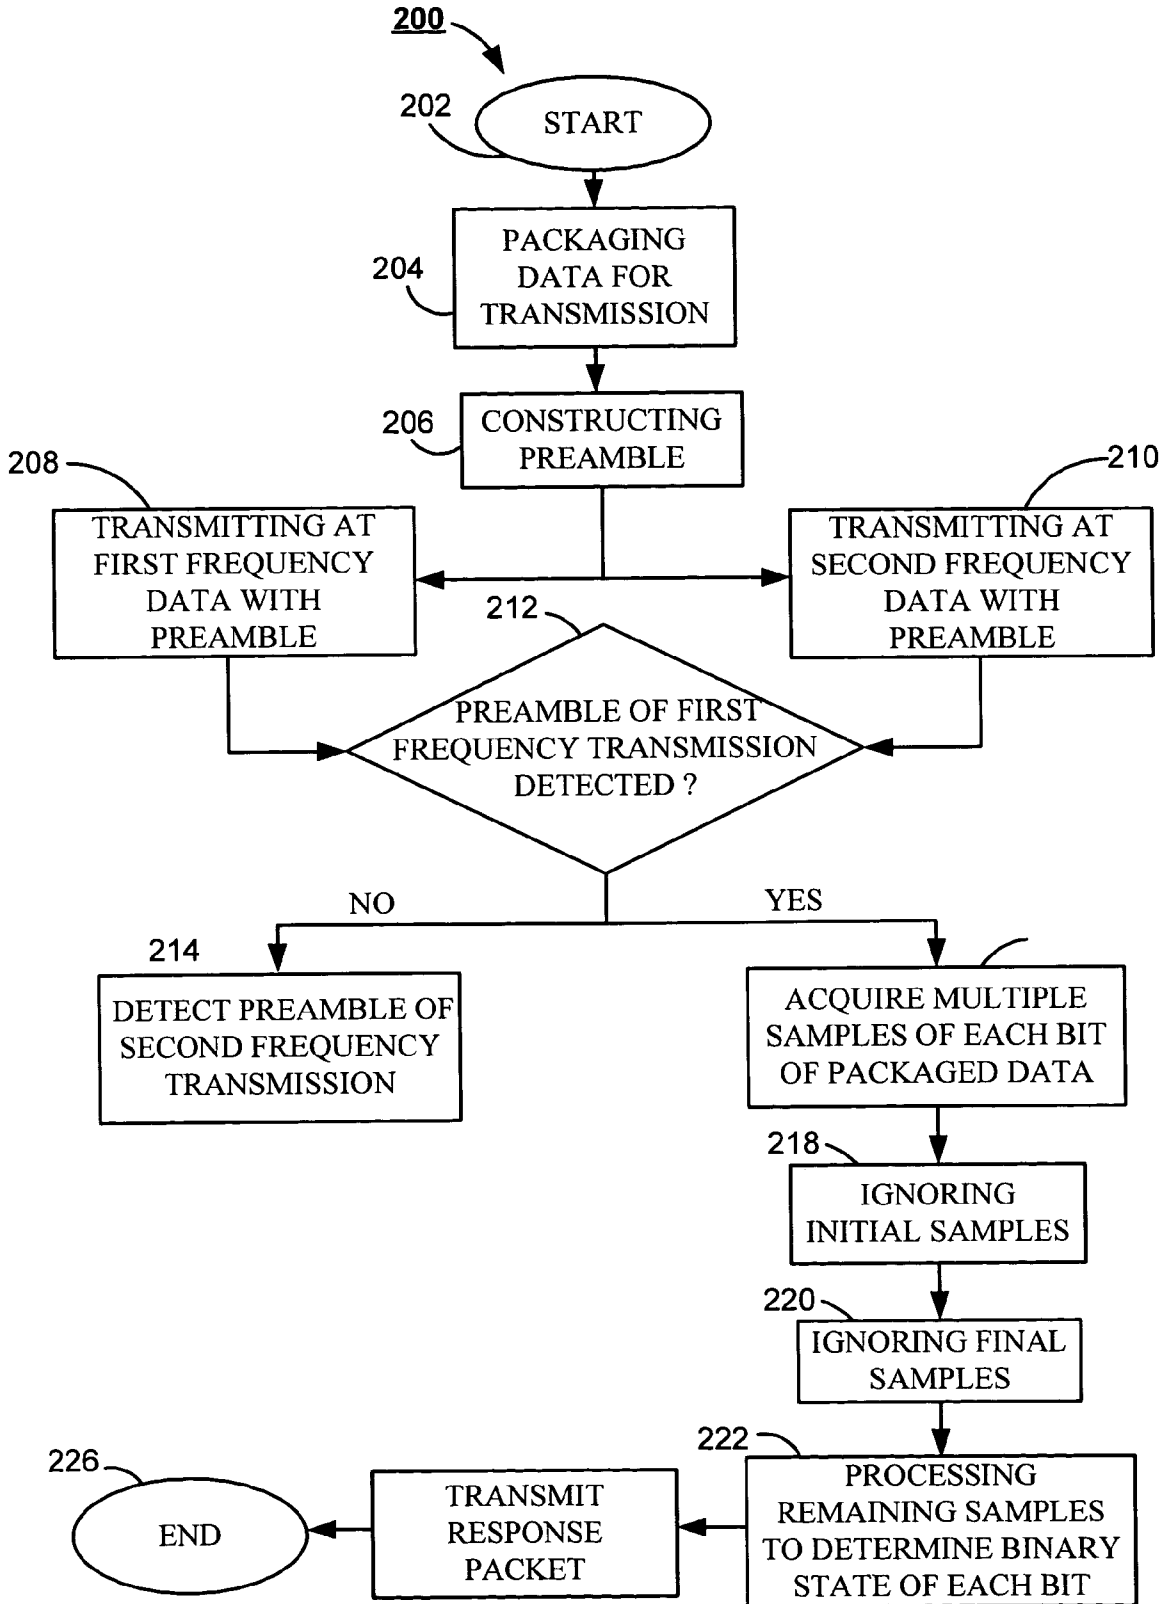 200
202
START
PACKAGING
DATA FOR
TRANSMISSION
204
206
CONSTRUCTING
PREAMBLE
208
210
TRANSMITTING AT
FIRST FREQUENCY
DATA WITH
PREAMBLE
TRANSMITTING AT
SECOND FREQUENCY
DATA WITH
PREAMBLE
212
PREAMBLE OF FIRST
FREQUENCY TRANSMISSION
DETECTED ?
NO
YES
214
DETECT PREAMBLE OF
SECOND FREQUENCY
TRANSMISSION
ACQUIRE MULTIPLE
SAMPLES OF EACH BIT
OF PACKAGED DATA
218
IGNORING
INITIAL SAMPLES
220
IGNORING FINAL
SAMPLES
222
PROCESSING
REMAINING SAMPLES
TO DETERMINE BINARY
STATE OF EACH BIT
TRANSMIT
RESPONSE
PACKET
226
END